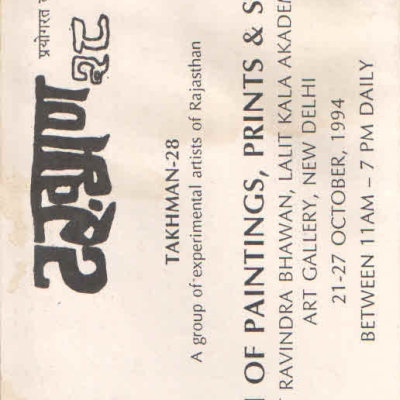 प्रयोगरत
टखमण २८
TAKHMAN-28
A group of experimental artists of Rajasthan
OF PAINTINGS, PRINTS & S
RAVINDRA BHAWAN, LALIT KALA AKADE
ART GALLERY, NEW DELHI
21-27 OCTOBER, 1994
BETWEEN 11AM – 7 PM DAILY